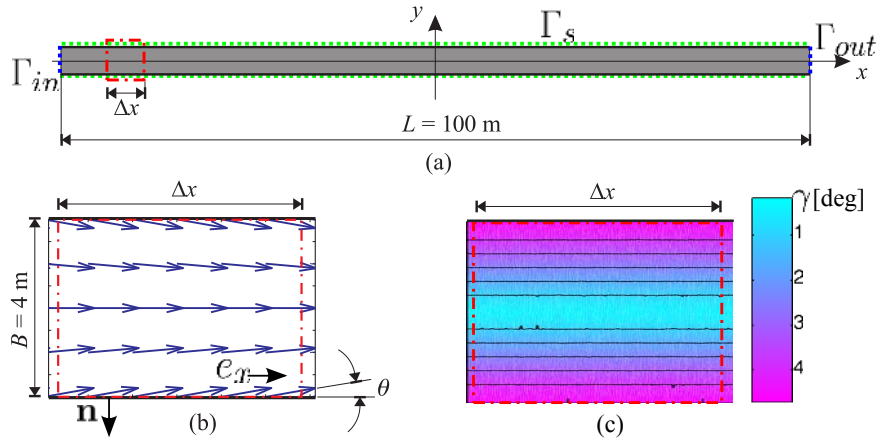 y
Γs
Γout
Γin
x
Δx
L = 100 m
(a)
Δx
Δx
γ [deg]
1
2
3
4
B = 4 m
ex
θ
n
(b)
(c)